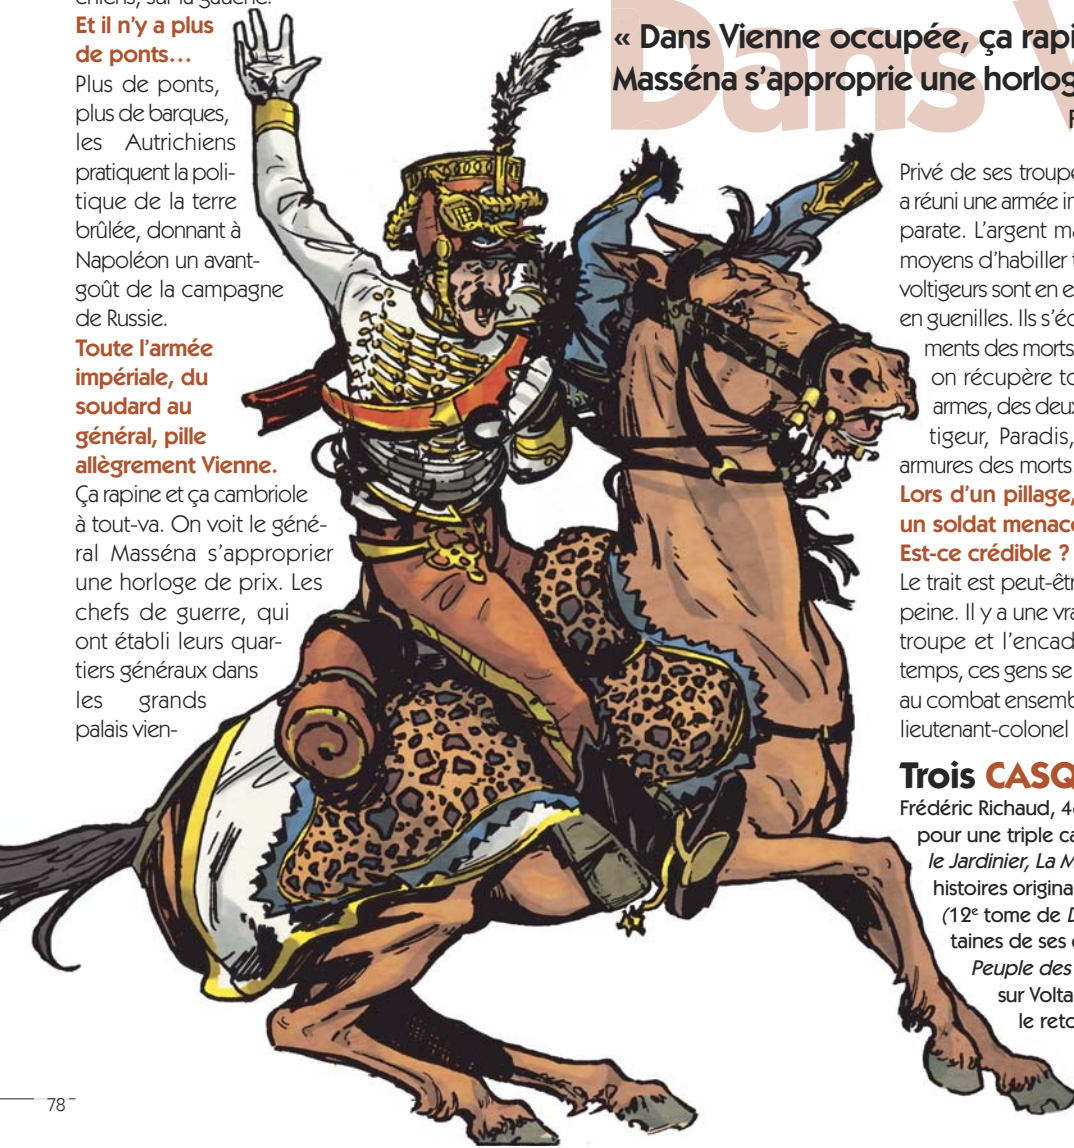 chiens, sur la gauche.
Et il n’y a plus
de ponts…
Plus de ponts,
plus de barques,
les Autrichiens
pratiquent la poli-
tique de la terre
brûlée, donnant à
Napoléon un avant-
goût de la campagne
de Russie.
Toute l’armée
impériale, du
soudard au
général, pille
allègrement Vienne.
Ça rapine et ça cambriole
à tout-va. On voit le géné-
ral Masséna s’approprier
une horloge de prix. Les
chefs de guerre, qui
ont établi leurs quar-
tiers généraux dans
les grands
palais vien-
78
Dans V
« Dans Vienne occupée, ça rapi
Masséna s’approprie une horlog
Privé de ses troupe
a réuni une armée i
parate. L’argent ma
moyens d’habiller t
voltigeurs sont en e
en guenilles. Ils s’éc
ments des morts
on récupère to
armes, des deux
tigeur, Paradis,
armures des morts
Lors d’un pillage,
un soldat menac
Est-ce crédible ?
Le trait est peut-êtr
peine. Il y a une vra
troupe et l’encad
temps, ces gens se
au combat ensemb
lieutenant-colonel
Trois CASQ
Frédéric Richaud, 4
pour une triple ca
le Jardinier, La M
histoires origina
(12e tome de D
taines de ses
Peuple des
sur Volta
le reto